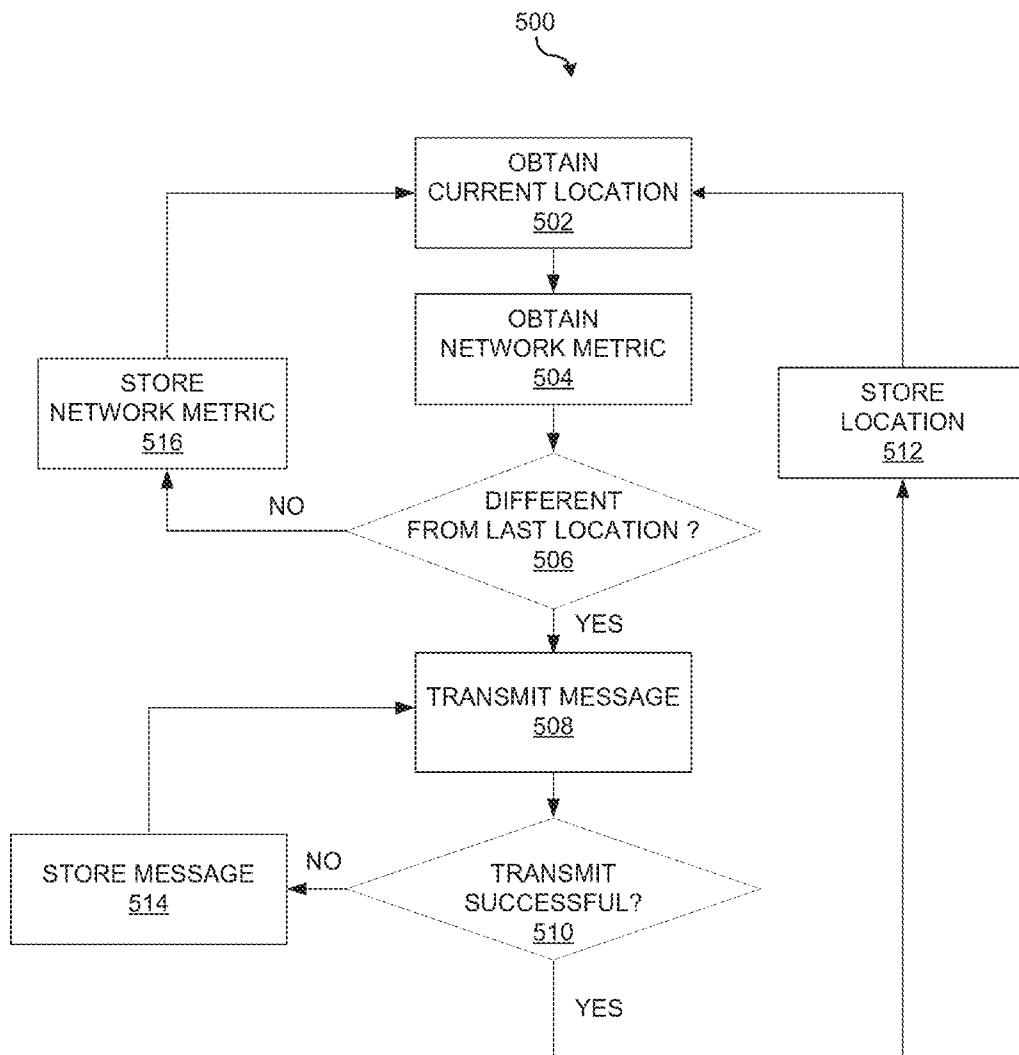 500
OBTAIN
CURRENT LOCATION
502
OBTAIN
NETWORK METRIC
504
STORE
NETWORK METRIC
516
STORE
LOCATION
512
NO
DIFFERENT
FROM LAST LOCATION ?
506
YES
TRANSMIT MESSAGE
508
STORE MESSAGE
514
NO
TRANSMIT
SUCCESSFUL?
510
YES